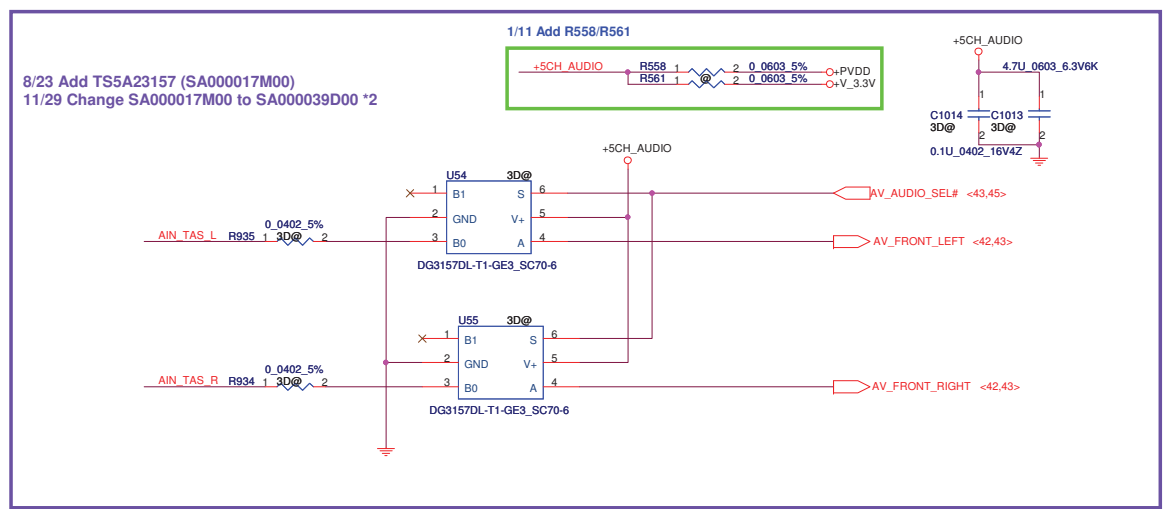 1/11 Add R558/R561
8/23 Add TS5A23157 (SA000017M00)
11/29 Change SA000017M00 to SA000039D00 *2
+5CH_AUDIO
R558 1 2 0_0603_5% +PVDD
R561 1 @ 2 0_0603_5% +V_3.3V
+5CH_AUDIO
4.7U_0603_6.3V6K
1 1
C1014 C1013
3D@ 3D@
2 2
0.1U_0402_16V4Z
+5CH_AUDIO
U54 3D@
1 B1 S 6 AV_AUDIO_SEL# <43,45>
2 GND V+ 5
0_0402_5%
AIN_TAS_L R935 1 3D@ 2 3 B0 A 4 AV_FRONT_LEFT <42,43>
DG3157DL-T1-GE3_SC70-6
U55 3D@
1 B1 S 6
2 GND V+ 5
0_0402_5%
AIN_TAS_R R934 1 3D@ 2 3 B0 A 4 AV_FRONT_RIGHT <42,43>
DG3157DL-T1-GE3_SC70-6